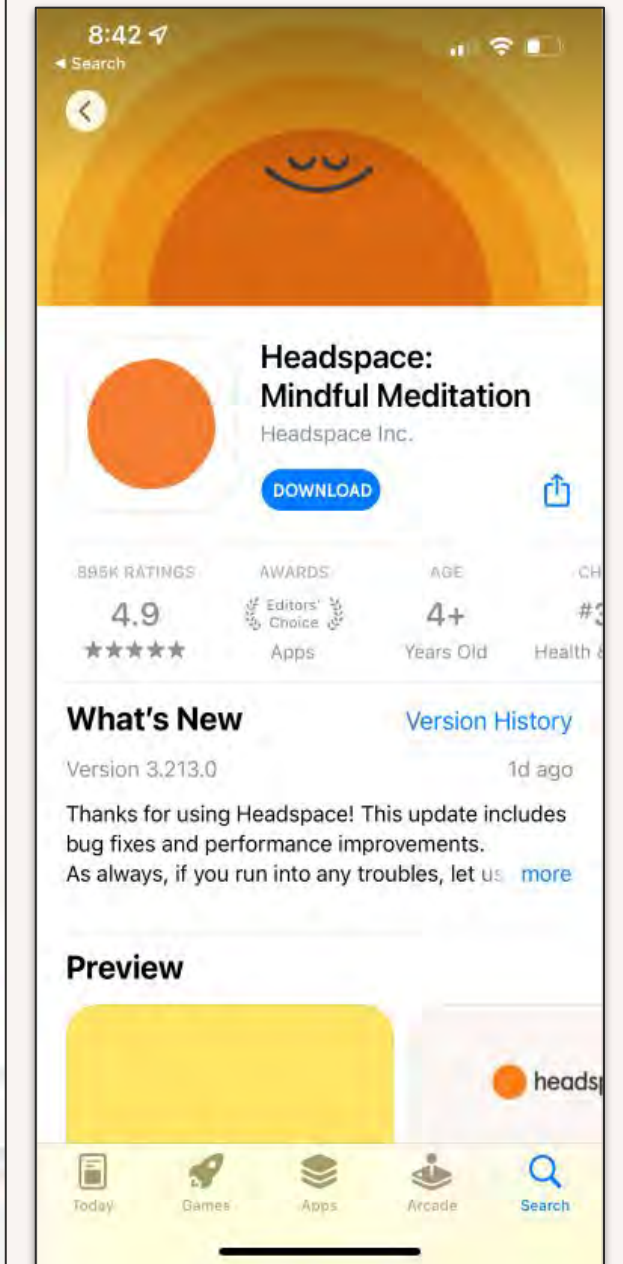 8:42
Search
Headspace:
Mindful Meditation
Headspace Inc.
DOWNLOAD
895K RATINGS AWARDS AGE CH
4.9 Editors' Choice 4+ #3
Apps Years Old Health &
What's New Version History
Version 3.213.0 1d ago
Thanks for using Headspace! This update includes
bug fixes and performance improvements.
As always, if you run into any troubles, let us more
Preview
heads
Today Games Apps Arcade Search